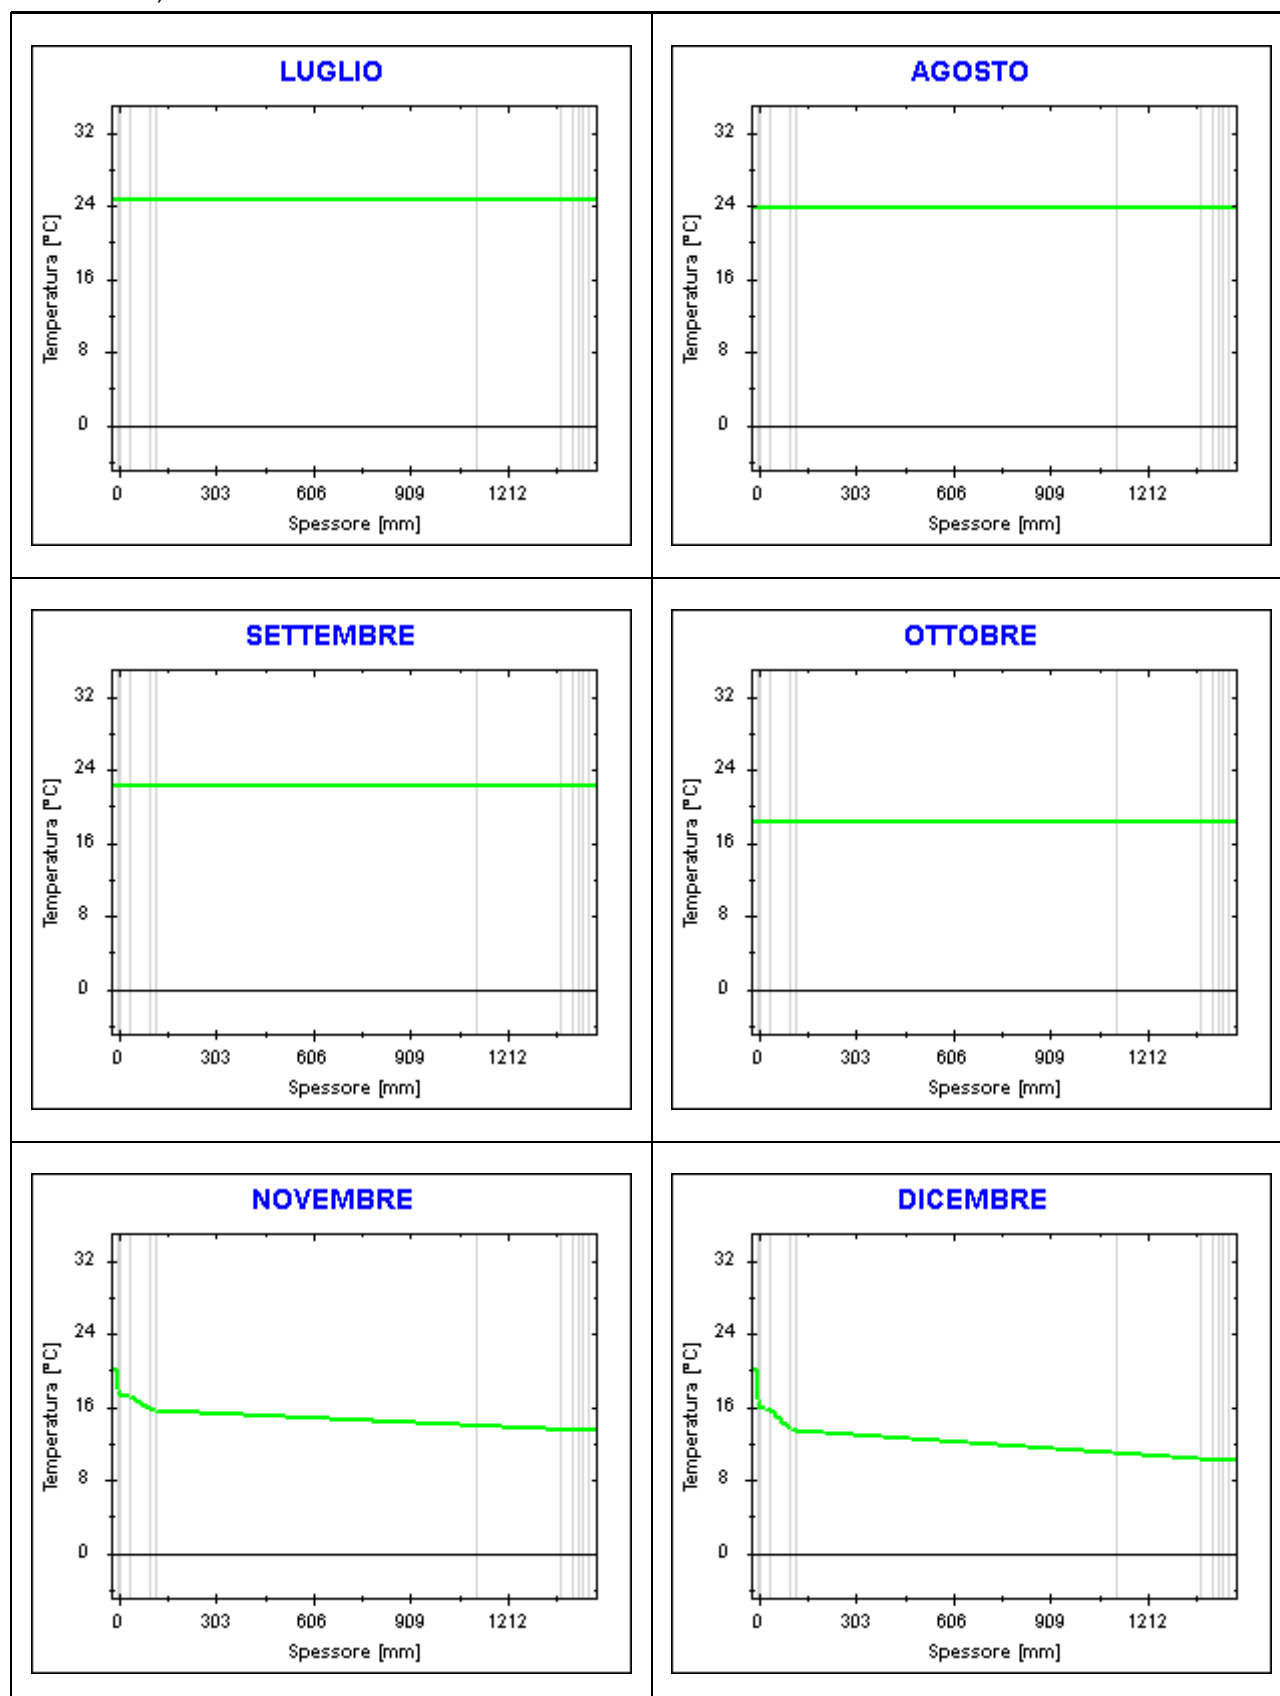 LUGLIO
32
24
16
8
0
Temperatura [°C]
0 303 606 909 1212
Spessore [mm]
AGOSTO
32
24
16
8
0
Temperatura [°C]
0 303 606 909 1212
Spessore [mm]
SETTEMBRE
32
24
16
8
0
Temperatura [°C]
0 303 606 909 1212
Spessore [mm]
OTTOBRE
32
24
16
8
0
Temperatura [°C]
0 303 606 909 1212
Spessore [mm]
NOVEMBRE
32
24
16
8
0
Temperatura [°C]
0 303 606 909 1212
Spessore [mm]
DICEMBRE
32
24
16
8
0
Temperatura [°C]
0 303 606 909 1212
Spessore [mm]